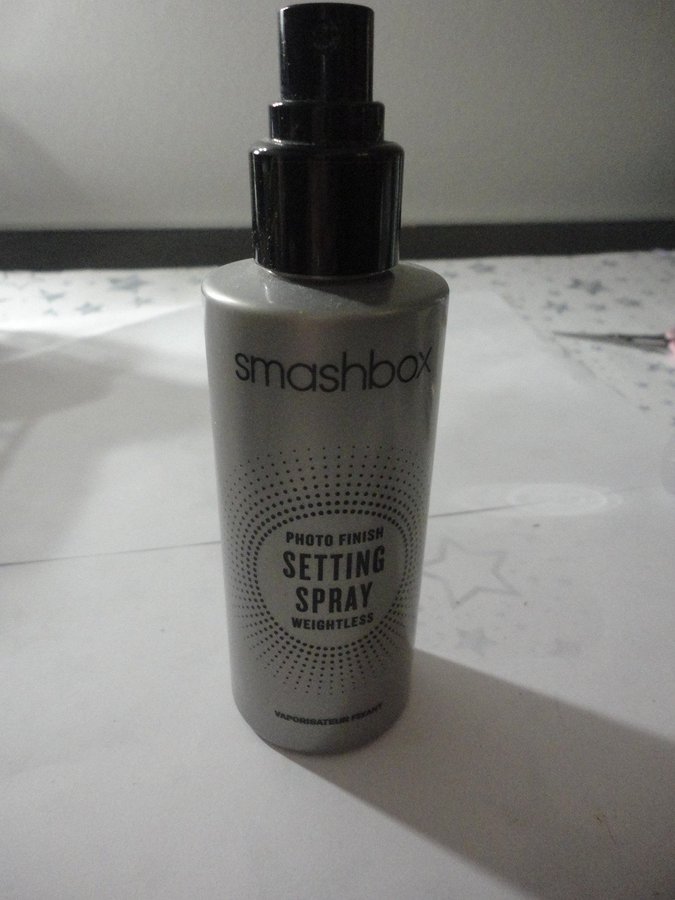 smashbox
PHOTO FINISH
SETTING
SPRAY
WEIGHTLESS
VAPORISATEUR FIXANT